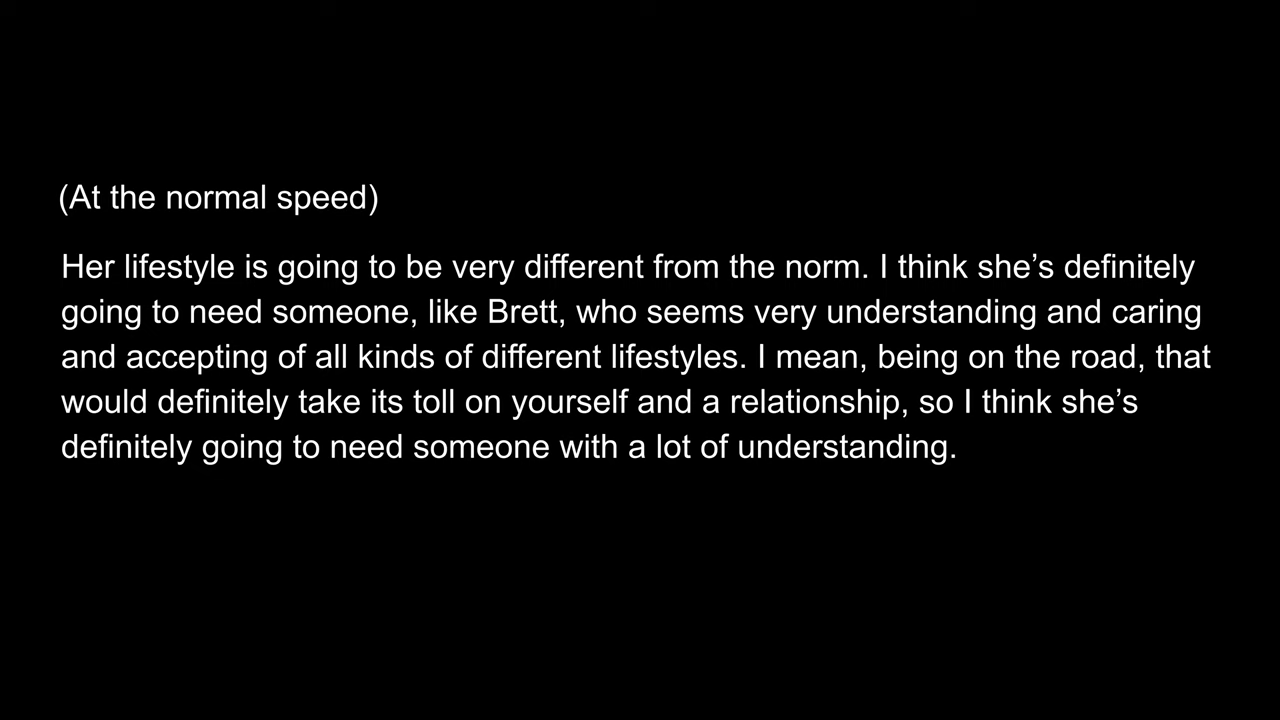 (At the normal speed)
Her lifestyle is going to be very different from the norm. I think she’s definitely
going to need someone, like Brett, who seems very understanding and caring
and accepting of all kinds of different lifestyles. I mean, being on the road, that
would definitely take its toll on yourself and a relationship, so I think she’s
definitely going to need someone with a lot of understanding.